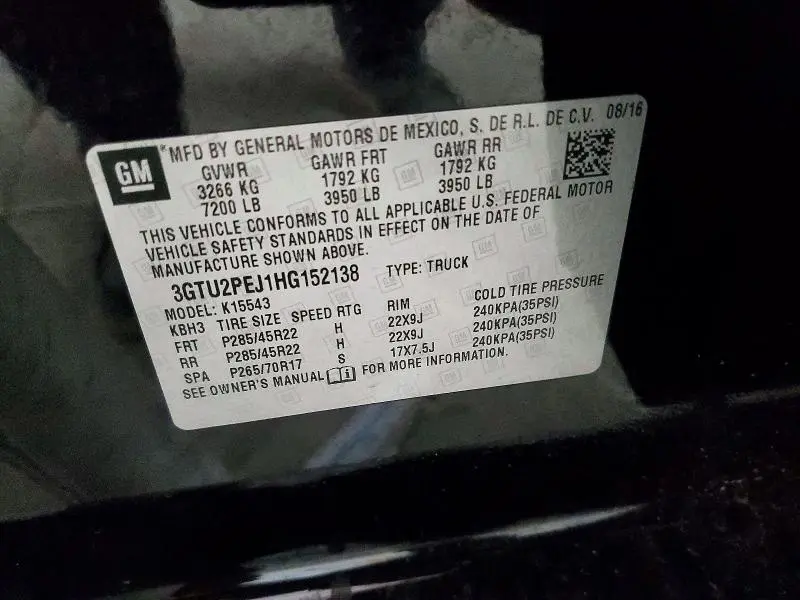 GM
*MFD BY GENERAL MOTORS DE MEXICO, S. DE R.L. DE C.V. 08/16
GVWR GAWR FRT GAWR RR
3266 KG 1792 KG 1792 KG
7200 LB 3950 LB 3950 LB
THIS VEHICLE CONFORMS TO ALL APPLICABLE U.S. FEDERAL MOTOR
VEHICLE SAFETY STANDARDS IN EFFECT ON THE DATE OF
MANUFACTURE SHOWN ABOVE.
3GTU2PEJ1HG152138 TYPE: TRUCK
MODEL: K15543
KBH3 TIRE SIZE SPEED RTG RIM COLD TIRE PRESSURE
FRT P285/45R22 H 22X9J 240KPA(35PSI)
RR P285/45R22 H 22X9J 240KPA(35PSI)
SPA P265/70R17 S 17X7.5J 240KPA(35PSI)
SEE OWNER'S MANUAL FOR MORE INFORMATION.